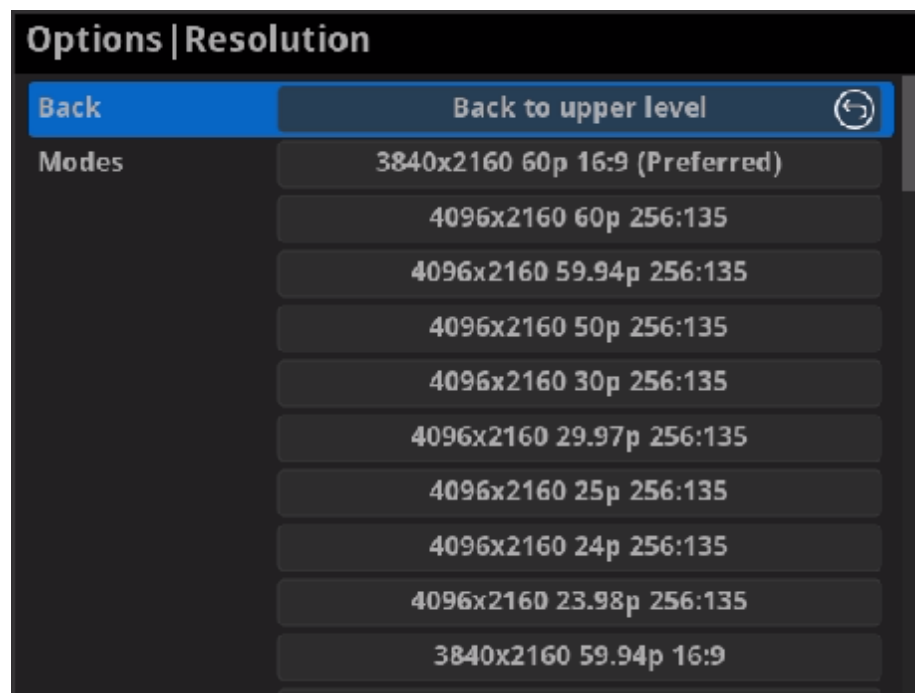 Options|Resolution
Back Back to upper level
Modes 3840x2160 60p 16:9 (Preferred)
4096x2160 60p 256:135
4096x2160 59.94p 256:135
4096x2160 50p 256:135
4096x2160 30p 256:135
4096x2160 29.97p 256:135
4096x2160 25p 256:135
4096x2160 24p 256:135
4096x2160 23.98p 256:135
3840x2160 59.94p 16:9